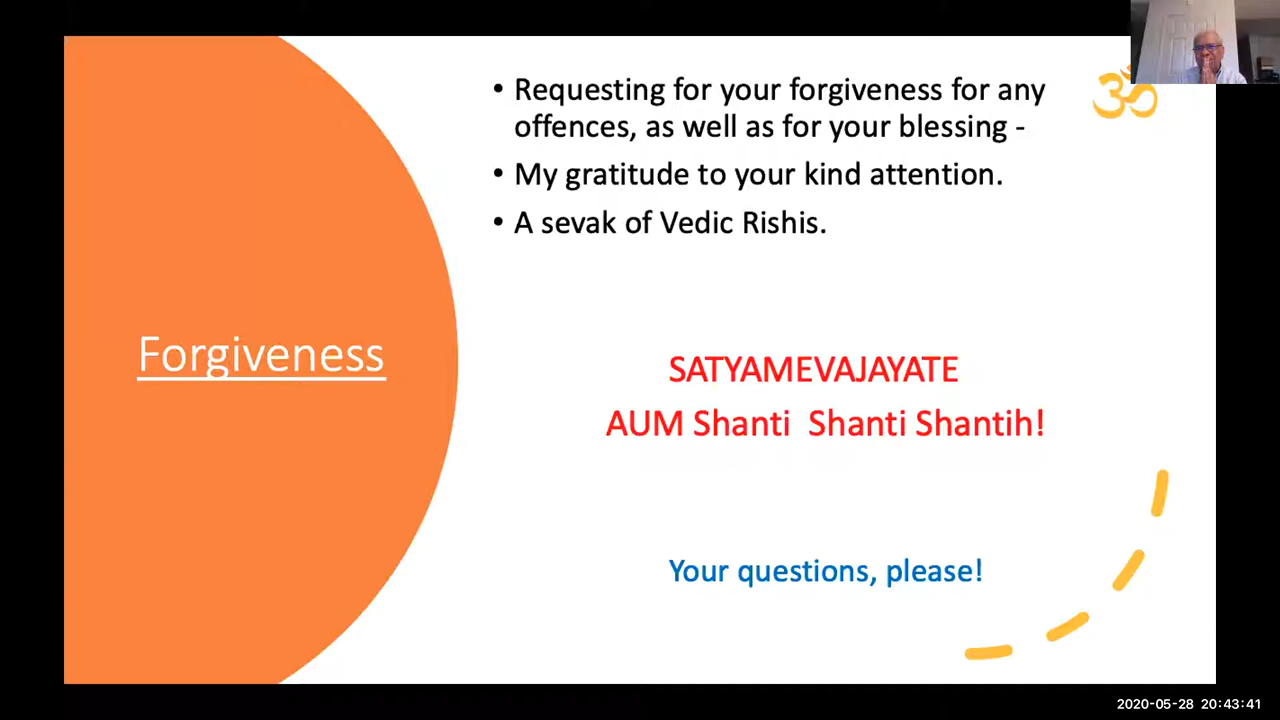 • Requesting for your forgiveness for any
offences, as well as for your blessing -
• My gratitude to your kind attention.
• A sevak of Vedic Rishis.
Forgiveness
SATYAMEVAJAYATE
AUM Shanti  Shanti Shantih!
Your questions, please!
ॐ
2020-05-28 20:43:41